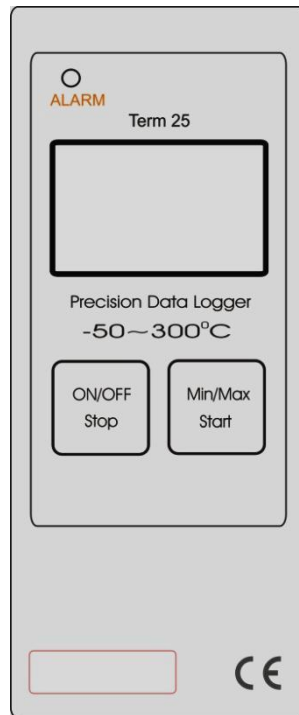 ALARM
Term 25
Precision Data Logger
-50~300°C
ON/OFF
Stop
Min/Max
Start
CE